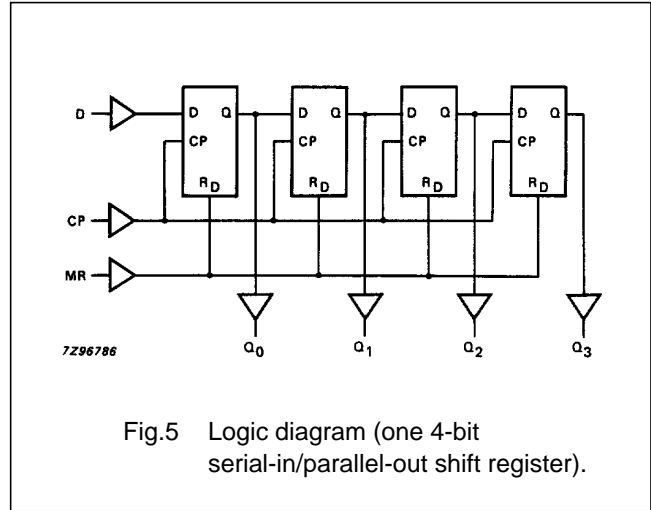 D Q D Q D Q D Q
D
CP CP CP CP
RD RD RD RD
CP
MR
7Z96786
Q0 Q1 Q2 Q3
Fig.5 Logic diagram (one 4-bit
serial-in/parallel-out shift register).